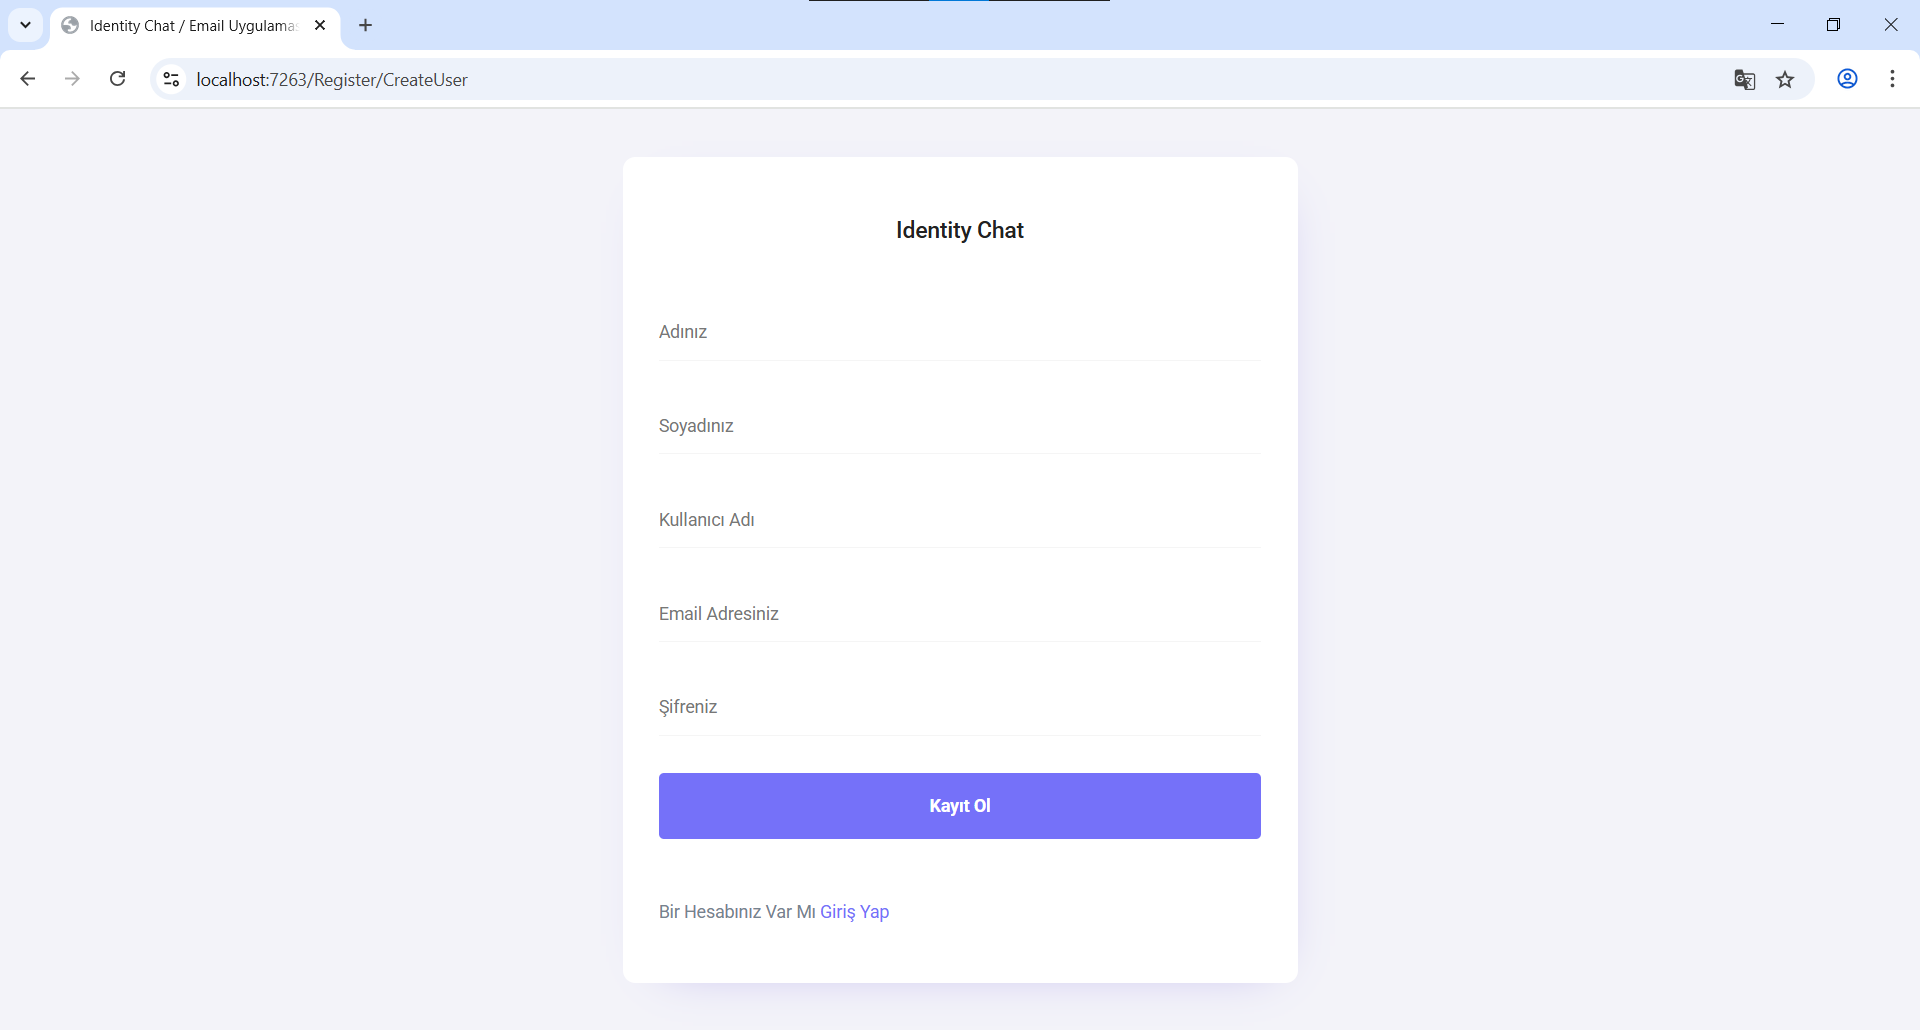 Identity Chat / Email Uygulama
localhost:7263/Register/CreateUser
Identity Chat
Adınız
Soyadınız
Kullanıcı Adı
Email Adresiniz
Şifreniz
Kayıt Ol
Bir Hesabınız Var Mı Giriş Yap